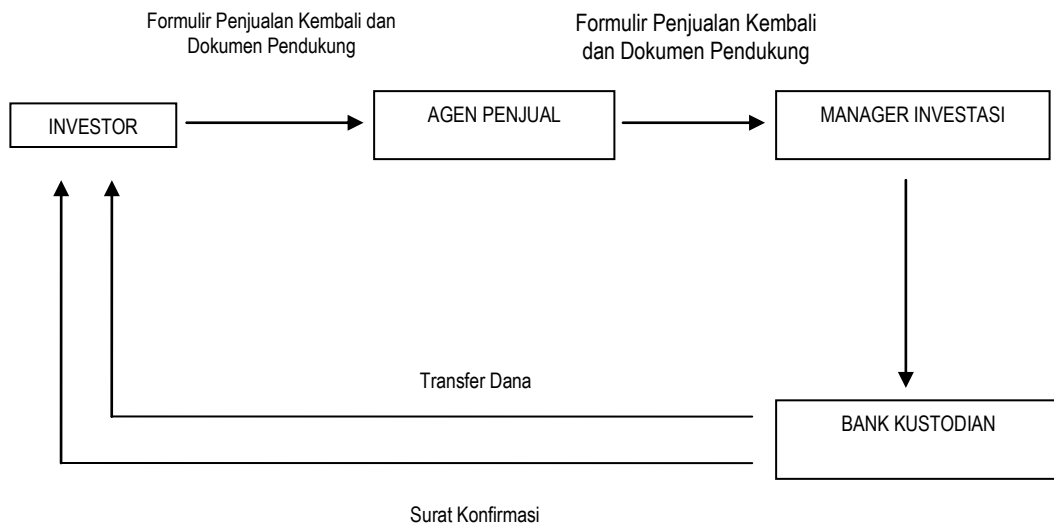 Formulir Penjualan Kembali dan
Dokumen Pendukung
Formulir Penjualan Kembali
dan Dokumen Pendukung
INVESTOR
AGEN PENJUAL
MANAGER INVESTASI
Transfer Dana
BANK KUSTODIAN
Surat Konfirmasi